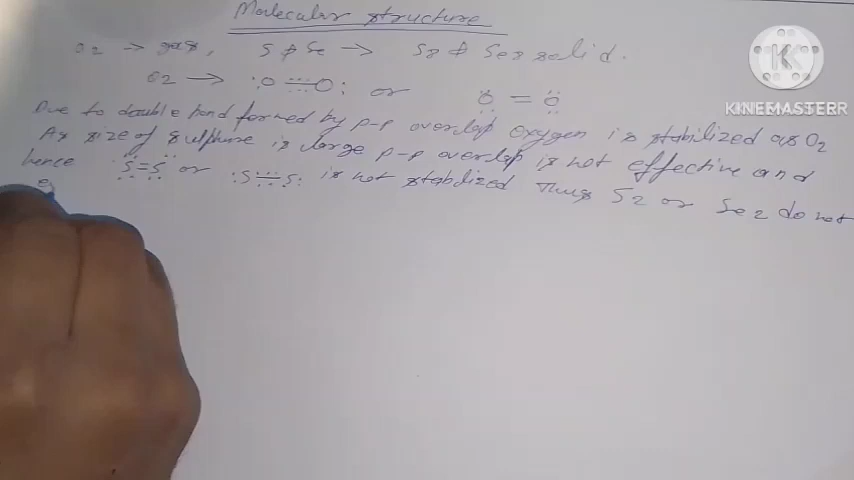 Molecular structure
O2 → gas, S & Se → S8 & Se8 solid.
O2 → :O ⩶ O: or Ö = Ö
Due to double bond formed by p-p overlap oxygen is stabilized as O2
As size of sulphure is large p-p overlap is not effective and
hence S=S or :S ⩶ S: is not stabilized Thus S2 or Se2 do not
K
KINEMASTERR